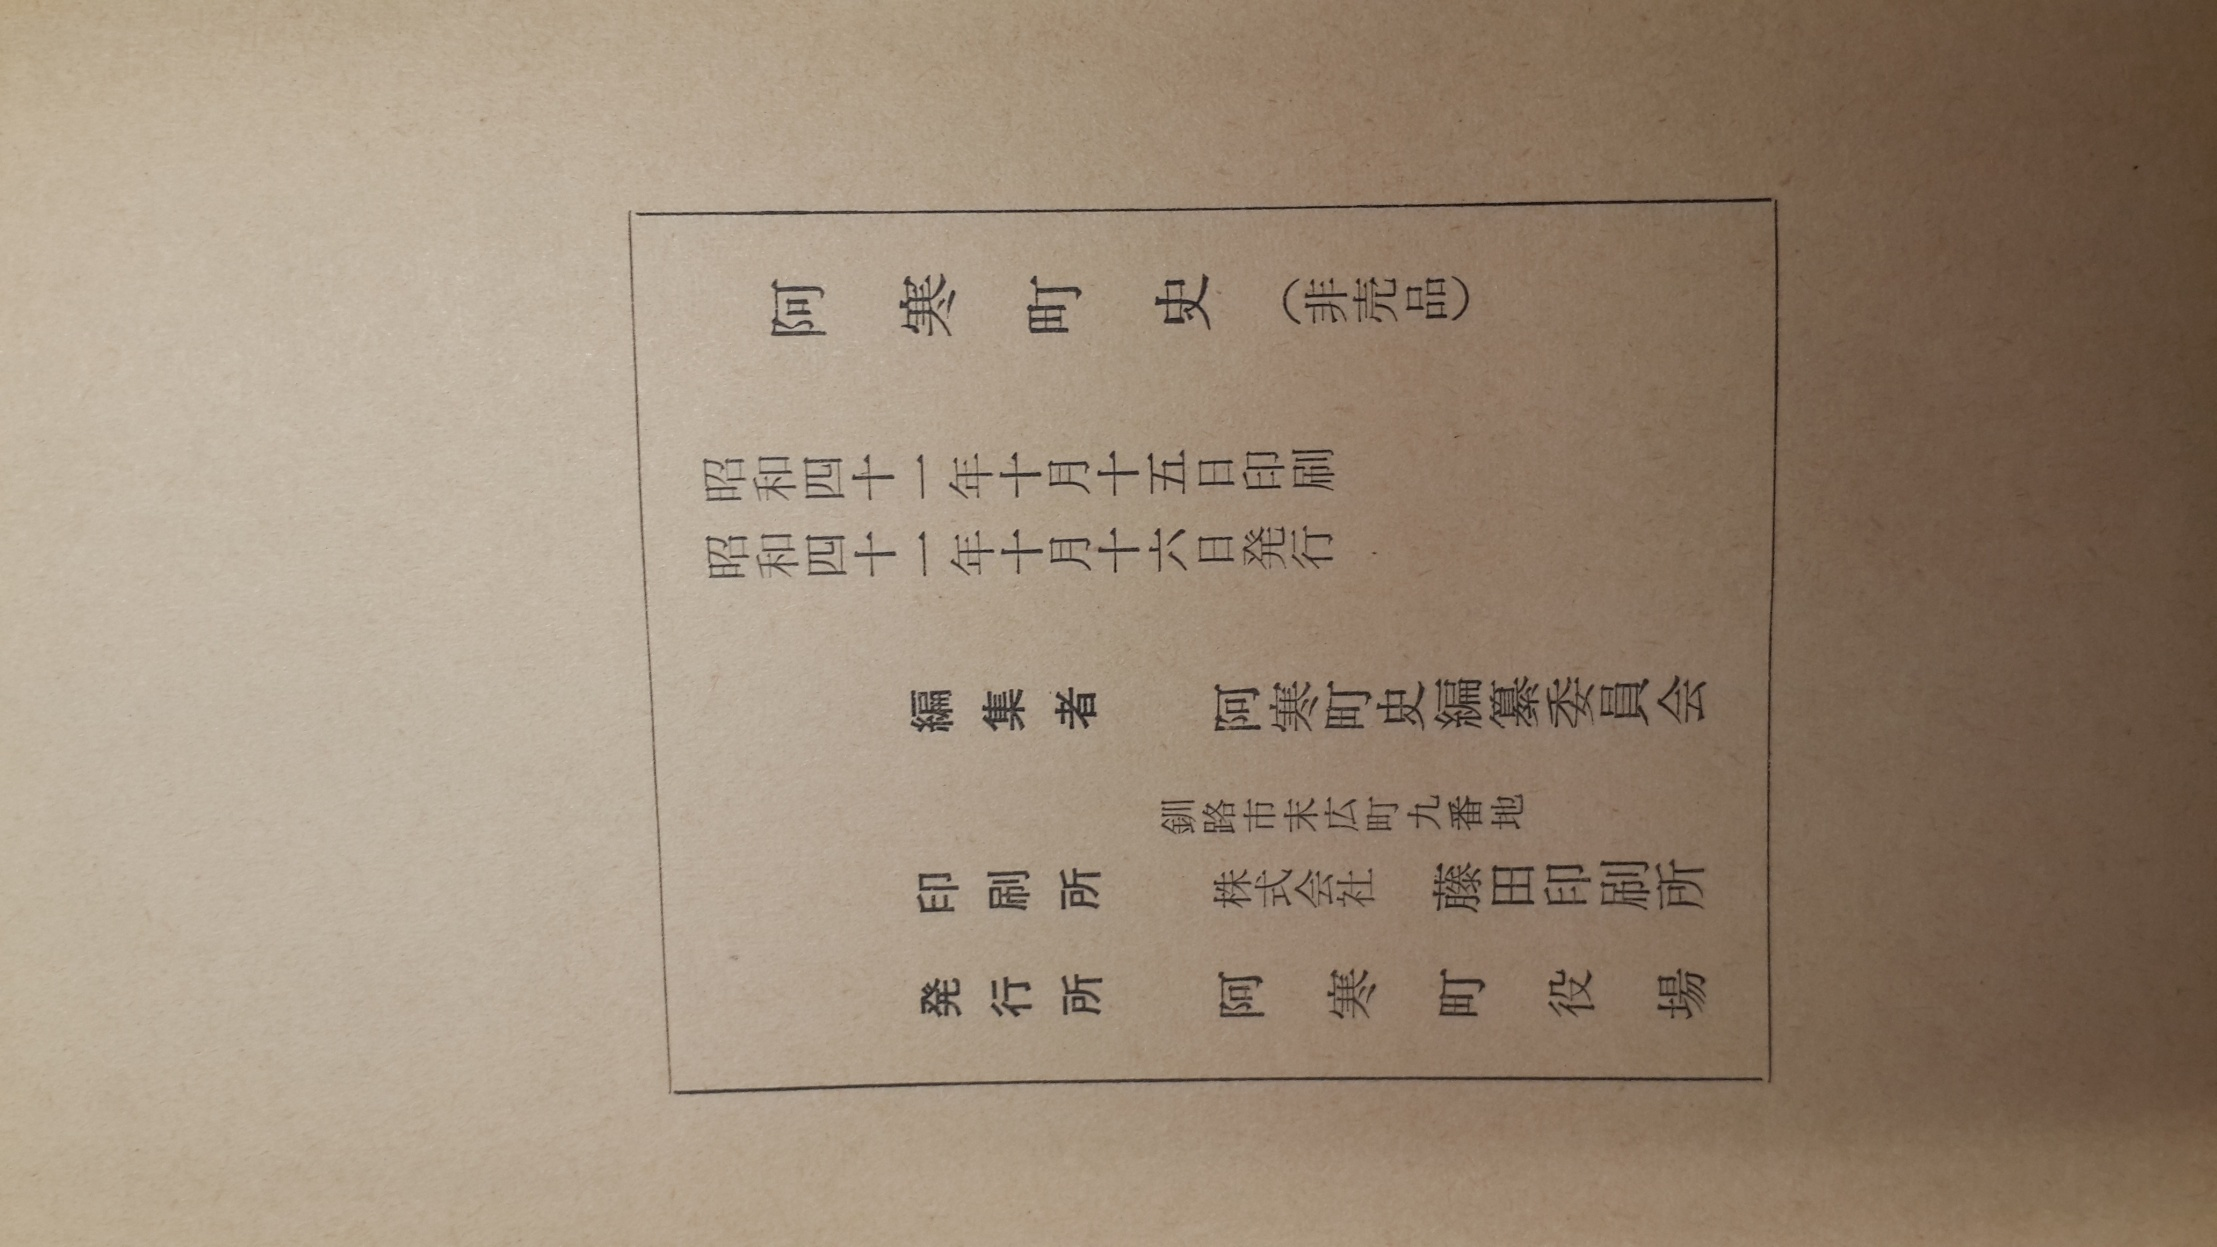 阿寒町史(非売品)
昭和四十一年十月十五日印刷
昭和四十一年十月十六日発行
編集者 阿寒町史編纂委員会
釧路市末広町九番地
印刷所 株式会社 藤田印刷所
発行所 阿寒町役場